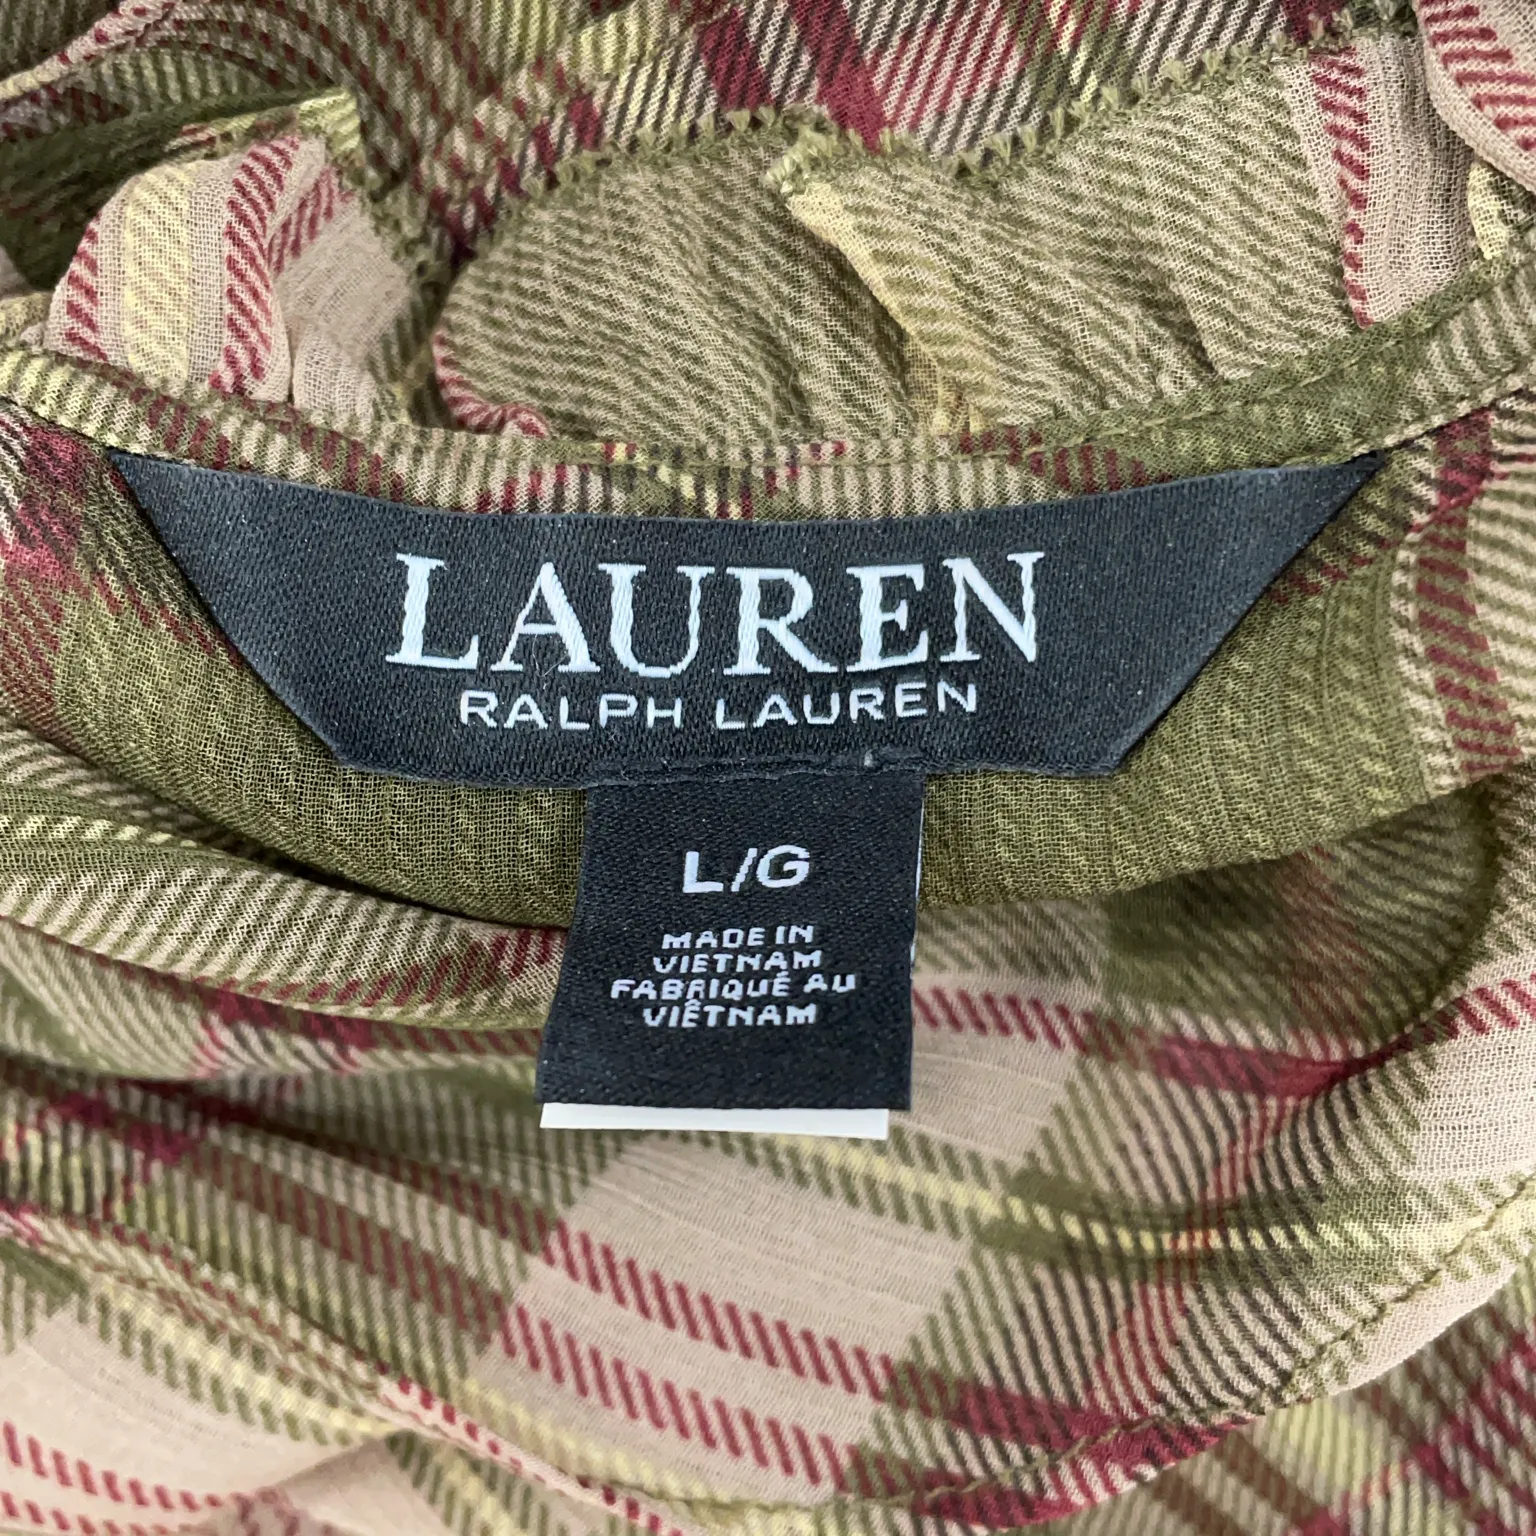 LAUREN
RALPH LAUREN
L/G
MADE IN
VIETNAM
FABRIQUÉ AU
VIÊTNAM